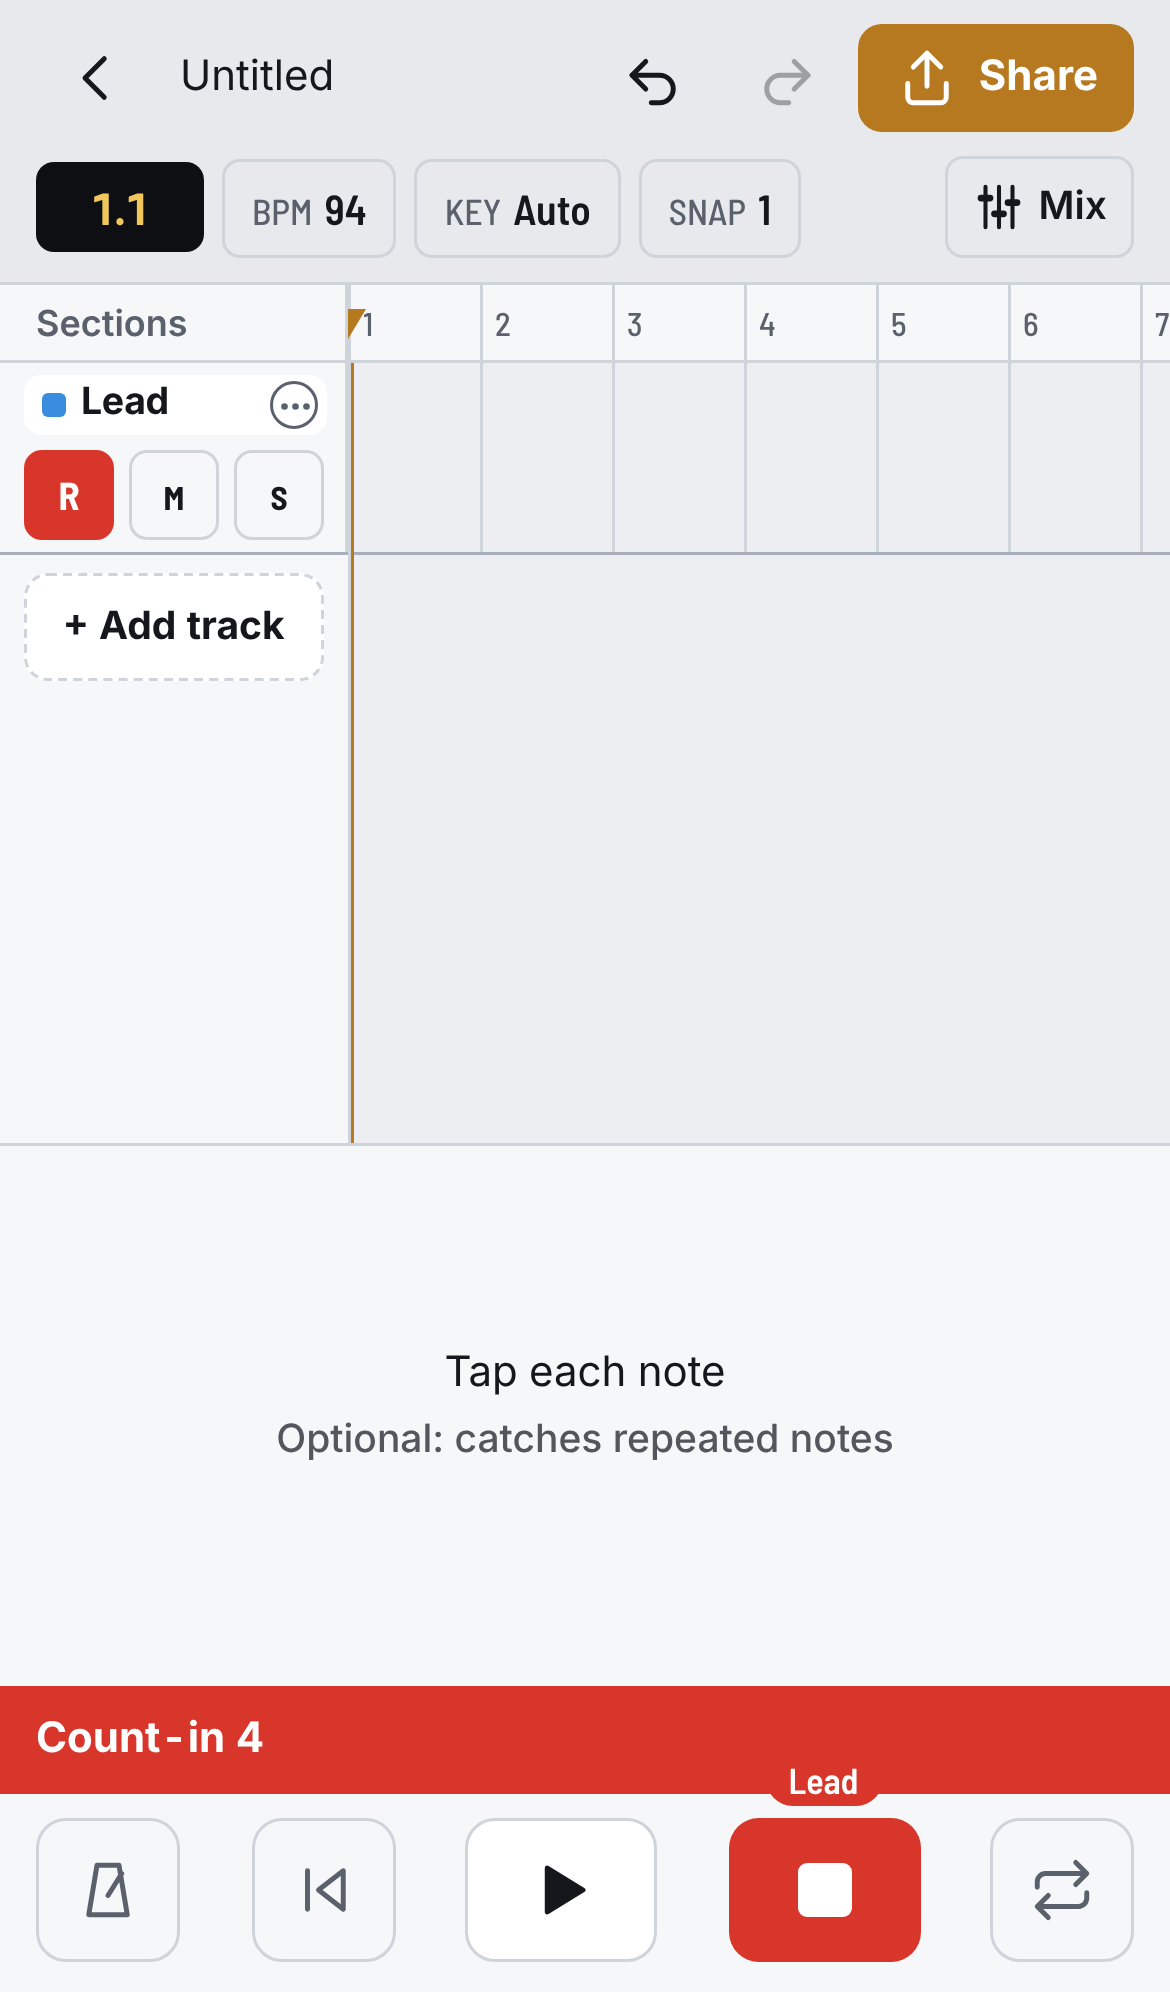 Untitled
Share
1.1
BPM 94
KEY Auto
SNAP 1
Mix
Sections
1 2 3 4 5 6 7
Lead
R M S
+ Add track
Tap each note
Optional: catches repeated notes
Count-in 4
Lead